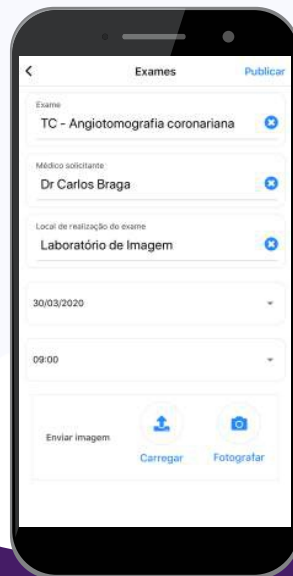 Exames
Publicar
Exame
TC - Angiotomografia coronariana
Médico solicitante
Dr Carlos Braga
Local de realização do exame
Laboratório de Imagem
30/03/2020
09:00
Enviar imagem
Carregar
Fotografar